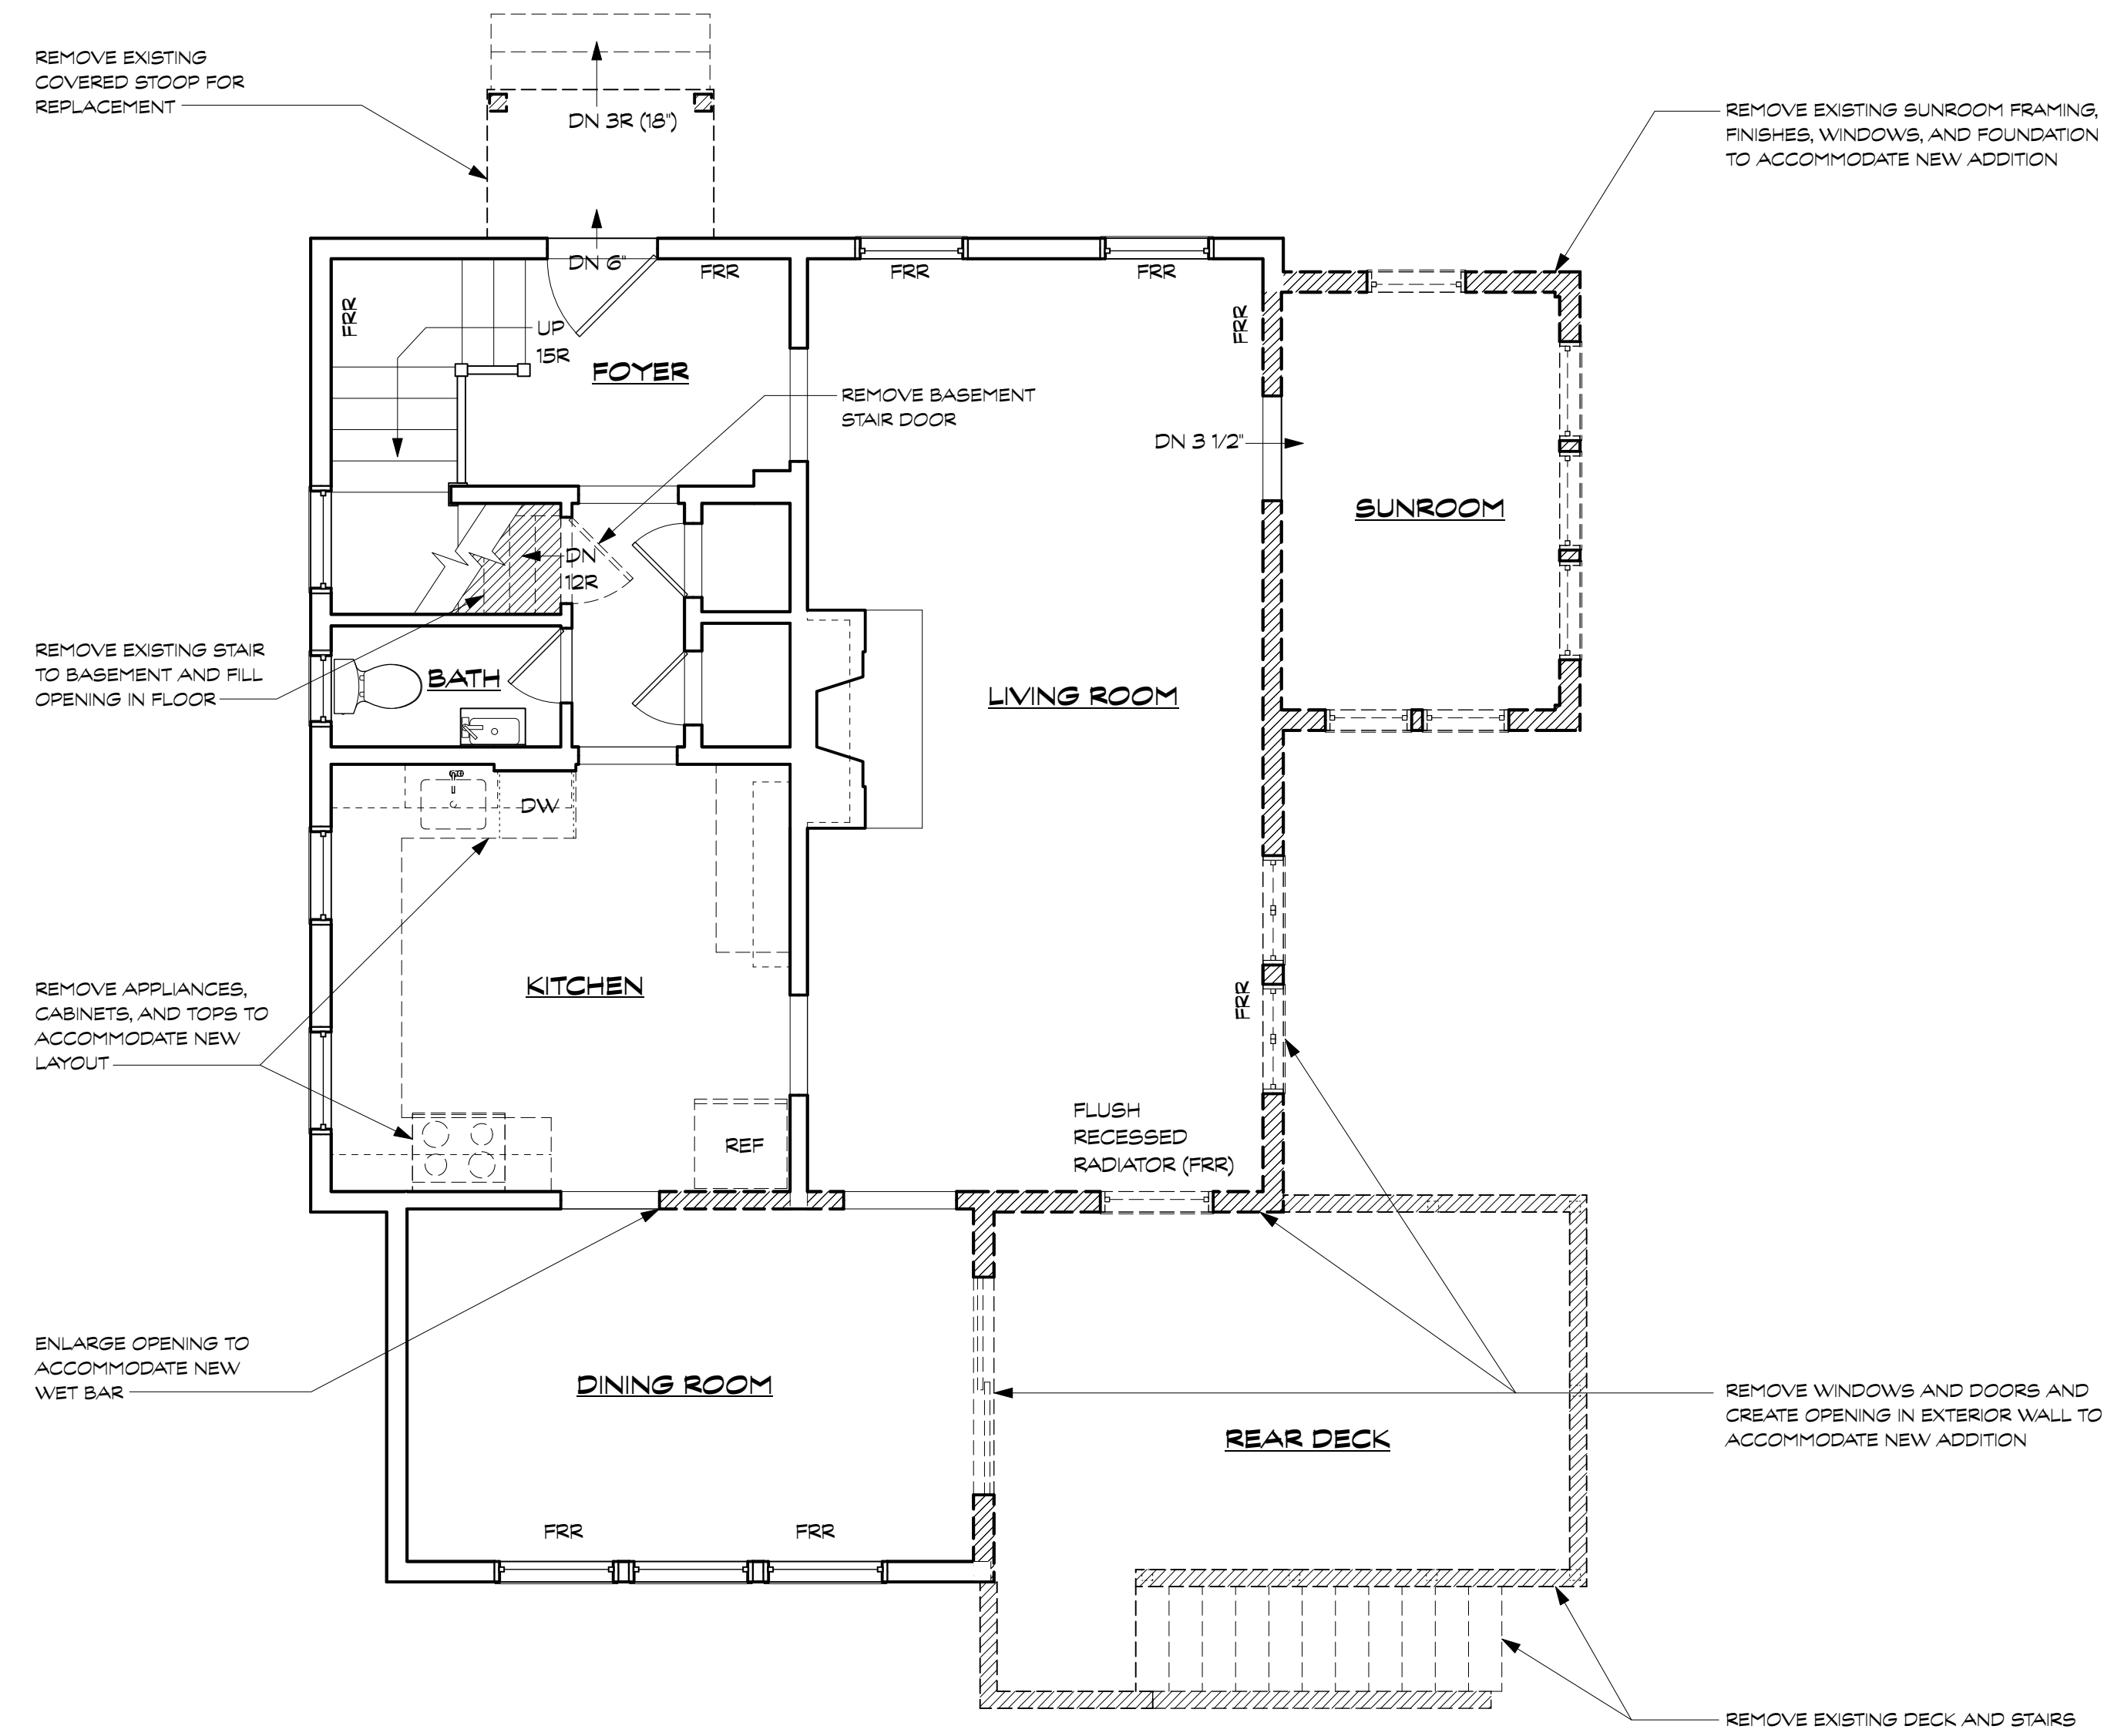 REMOVE EXISTING
COVERED STOOP FOR
REPLACEMENT
DN 3R (18")
REMOVE EXISTING SUNROOM FRAMING,
FINISHES, WINDOWS, AND FOUNDATION
TO ACCOMMODATE NEW ADDITION
DN 6"
FRR
FRR
FRR
FRR
FRR
UP
15R
FOYER
REMOVE BASEMENT
STAIR DOOR
DN 3 1/2"
SUNROOM
DN
12R
REMOVE EXISTING STAIR
TO BASEMENT AND FILL
OPENING IN FLOOR
BATH
LIVING ROOM
DW
KITCHEN
REMOVE APPLIANCES,
CABINETS, AND TOPS TO
ACCOMMODATE NEW
LAYOUT
FRR
FLUSH
RECESSED
RADIATOR (FRR)
REF
ENLARGE OPENING TO
ACCOMMODATE NEW
WET BAR
DINING ROOM
REAR DECK
REMOVE WINDOWS AND DOORS AND
CREATE OPENING IN EXTERIOR WALL TO
ACCOMMODATE NEW ADDITION
FRR
FRR
REMOVE EXISTING DECK AND STAIRS